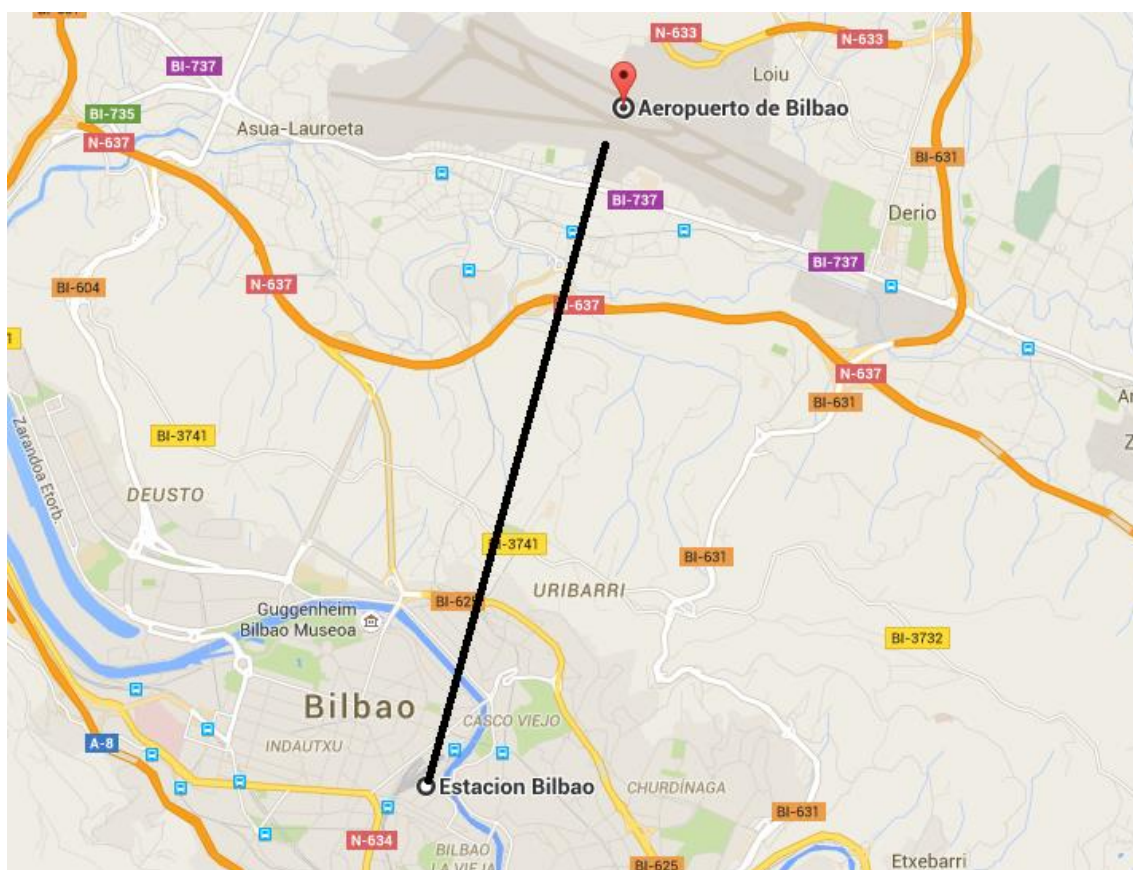 BI-737
N-633
N-633
Loiu
BI-735
N-637
Asua-Lauroeta
Aeropuerto de Bilbao
BI-631
BI-737
Derio
BI-737
BI-604
N-637
N-637
N-637
BI-631
BI-3741
Zarandoa Etorb.
DEUSTO
BI-3741
BI-631
URIBARRI
BI-625
Guggenheim
Bilbao Museoa
BI-3732
Bilbao
CASCO VIEJO
A-8
INDAUTXU
Estacion Bilbao
CHURDÍNAGA
BI-631
N-634
BILBAO
LA VIEJA
BI-625
Etxebarri